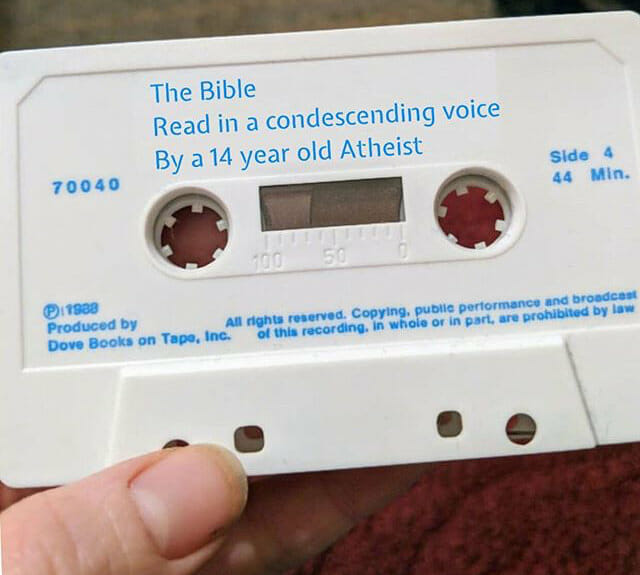 The Bible
Read in a condescending voice
By a 14 year old Atheist
70040
Side 4
44 Min.
100 50 0
Ⓟ1988
Produced by
Dove Books on Tape, Inc.
All rights reserved. Copying, public performance and broadcast
of this recording, in whole or in part, are prohibited by law